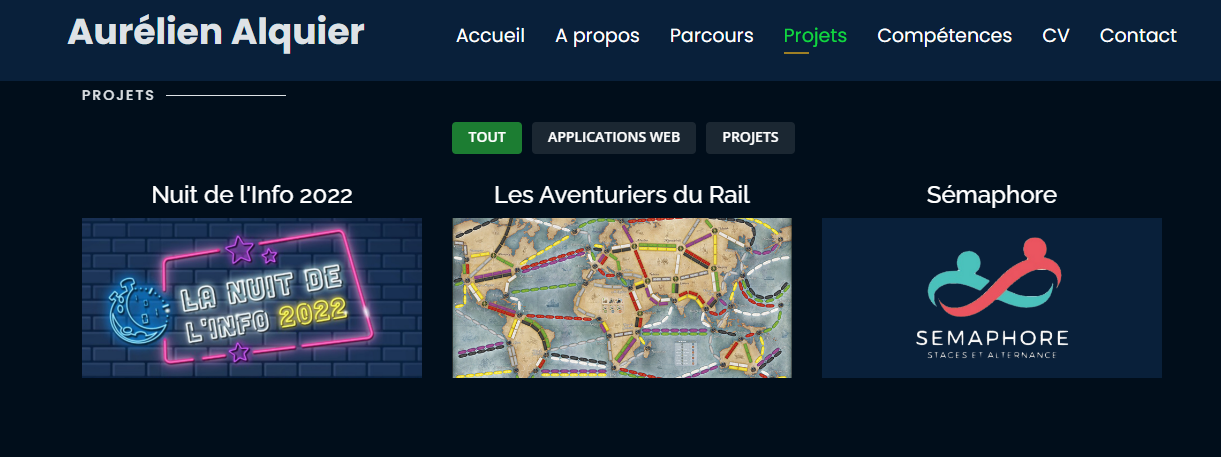 Aurélien Alquier
Accueil A propos Parcours Projets Compétences CV Contact
PROJETS
TOUT APPLICATIONS WEB PROJETS
Nuit de l'Info 2022 Les Aventuriers du Rail Sémaphore
LA NUIT DE
L'INFO 2022
SEMAPHORE
STAGES ET ALTERNANCE